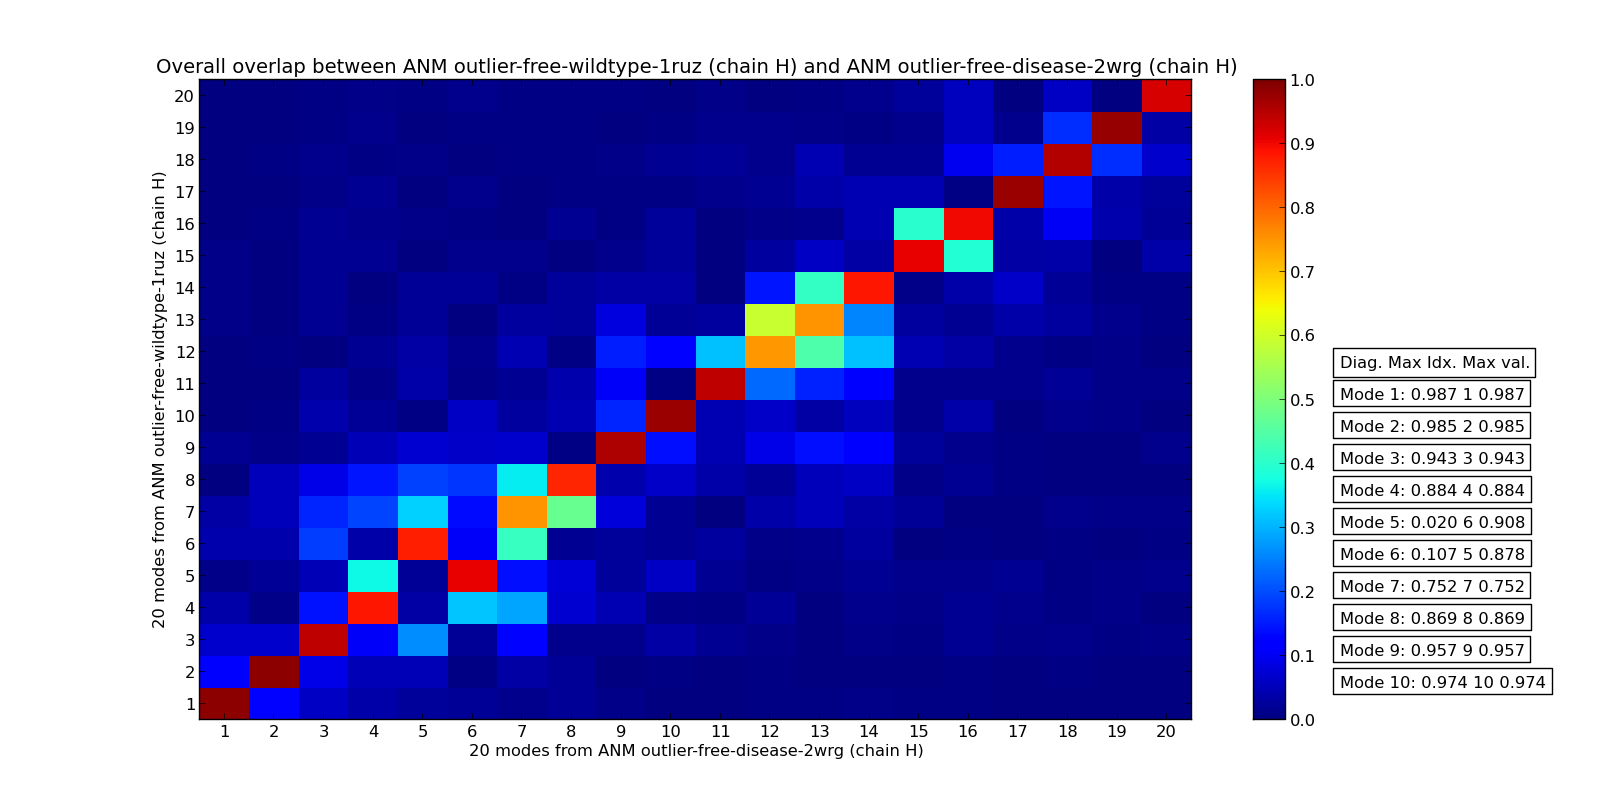 Overall overlap between ANM outlier-free-wildtype-1ruz (chain H) and ANM outlier-free-disease-2wrg (chain H)
20 modes from ANM outlier-free-wildtype-1ruz (chain H)
20
19
18
17
16
15
14
13
12
11
10
9
8
7
6
5
4
3
2
1
1 2 3 4 5 6 7 8 9 10 11 12 13 14 15 16 17 18 19 20
20 modes from ANM outlier-free-disease-2wrg (chain H)
1.0
0.9
0.8
0.7
0.6
0.5
0.4
0.3
0.2
0.1
0.0
Diag. Max Idx. Max val.
Mode 1: 0.987 1 0.987
Mode 2: 0.985 2 0.985
Mode 3: 0.943 3 0.943
Mode 4: 0.884 4 0.884
Mode 5: 0.020 6 0.908
Mode 6: 0.107 5 0.878
Mode 7: 0.752 7 0.752
Mode 8: 0.869 8 0.869
Mode 9: 0.957 9 0.957
Mode 10: 0.974 10 0.974